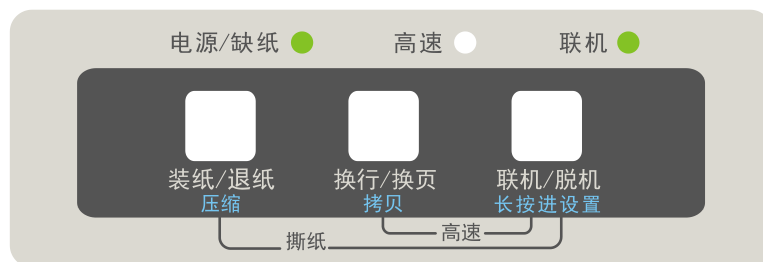 电源/缺纸 高速 联机
装纸/退纸 换行/换页 联机/脱机
压缩 拷贝 长按进设置
高速
撕纸